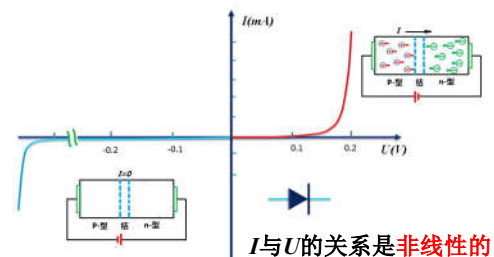 I(mA)
I
P-型 结 n-型
-0.2
-0.1
0.1
0.2
U(V)
I=0
P-型 结 n-型
I与U的关系是非线性的